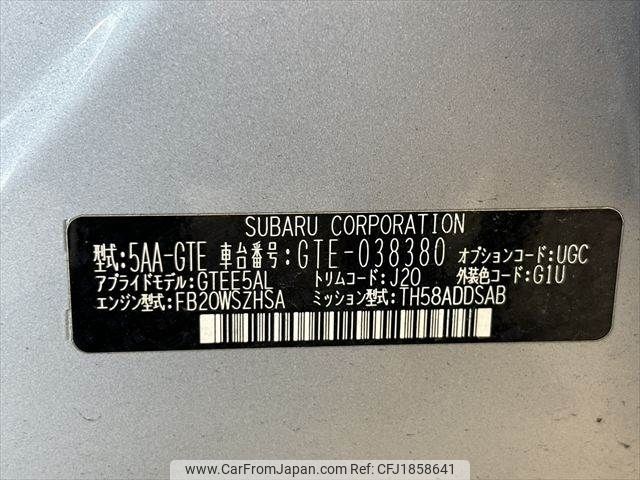 SUBARU CORPORATION
型式:5AA-GTE 車台番号:GTE-038380 オプションコード:UGC
アプライドモデル:GTEE5AL トリムコード:J20 外装色コード:G1U
エンジン型式:FB20WSZHSA ミッション型式:TH58ADDSAB
www.CarFromJapan.com - CFJ1858641